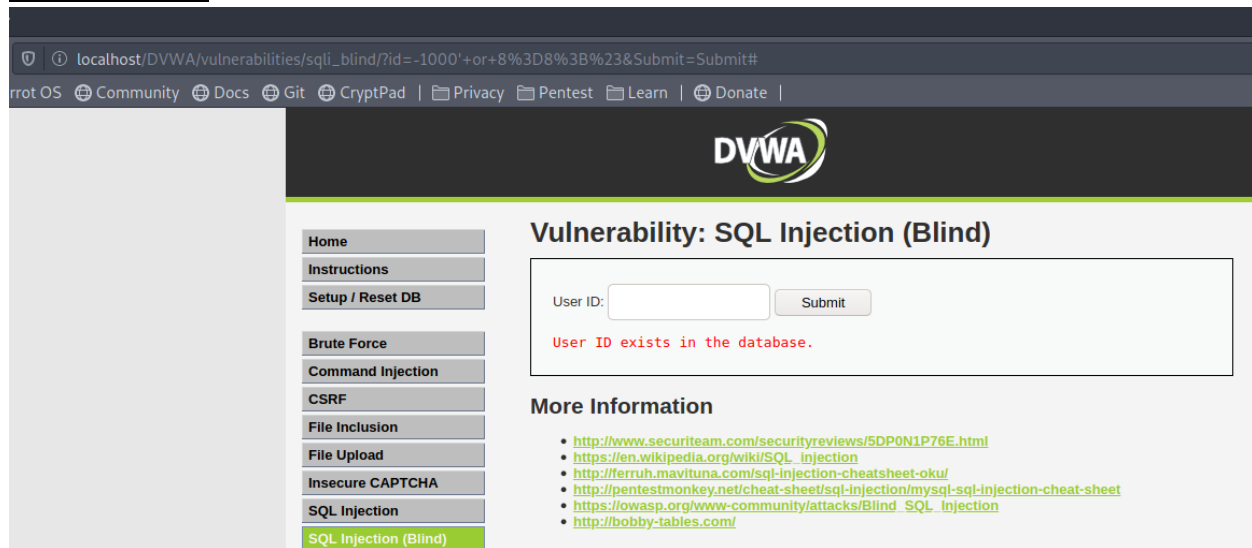 localhost/DVWA/vulnerabilities/sqli_blind/?id=-1000'+or+8%3D8%3B%23&Submit=Submit#
rrot OS Community Docs Git CryptPad | Privacy Pentest Learn | Donate |
DVWA
Home
Instructions
Setup / Reset DB
Brute Force
Command Injection
CSRF
File Inclusion
File Upload
Insecure CAPTCHA
SQL Injection
SQL Injection (Blind)
Vulnerability: SQL Injection (Blind)
User ID: Submit
User ID exists in the database.
More Information
• http://www.securiteam.com/securityreviews/5DP0N1P76E.html
• https://en.wikipedia.org/wiki/SQL_injection
• http://ferruh.mavituna.com/sql-injection-cheatsheet-oku/
• http://pentestmonkey.net/cheat-sheet/sql-injection/mysql-sql-injection-cheat-sheet
• https://owasp.org/www-community/attacks/Blind_SQL_Injection
• http://bobby-tables.com/